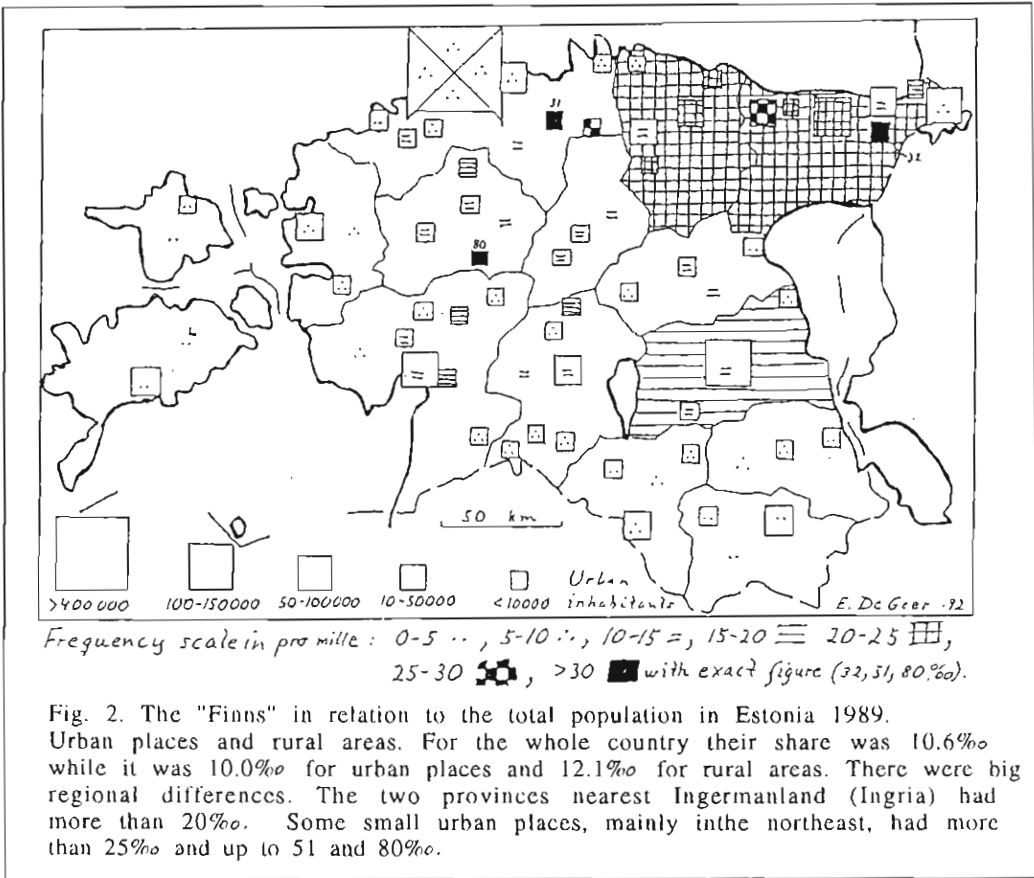 51
32
80
50 km
Urban
>400000 100-150000 50-100000 10-50000 <10000 inhabitants
E. De Geer -92
Frequency scale in pro mille: 0-5 .., 5-10 ∴, 10-15 =, 15-20 20-25 ,
25-30 , >30 with exact figure (32, 51, 80‰).
Fig. 2. The "Finns" in relation to the total population in Estonia 1989.
Urban places and rural areas. For the whole country their share was 10.6‰
while it was 10.0‰ for urban places and 12.1‰ for rural areas. There were big
regional differences. The two provinces nearest Ingermanland (Ingria) had
more than 20‰. Some small urban places, mainly inthe northeast, had more
than 25‰ and up to 51 and 80‰.